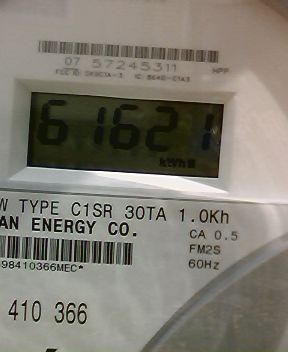 07 57245311
HPP
61621
kWh
W TYPE C1SR 30TA 1.0Kh
AN ENERGY CO.
CA 0.5
FM2S
60Hz
98410366MEC*
410 366